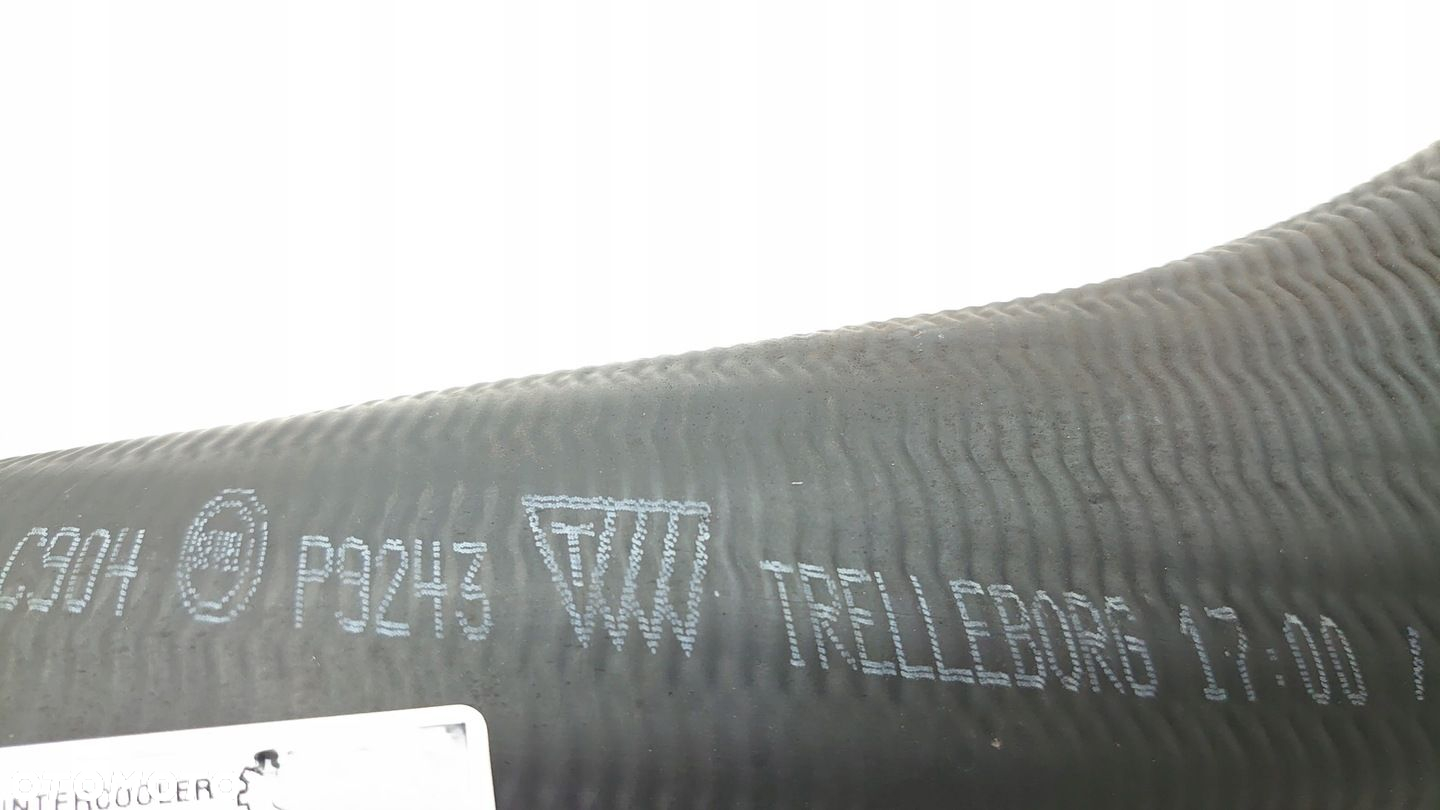 C904 P9243 T TRELLEBORG 17:00
INTERCOOLER